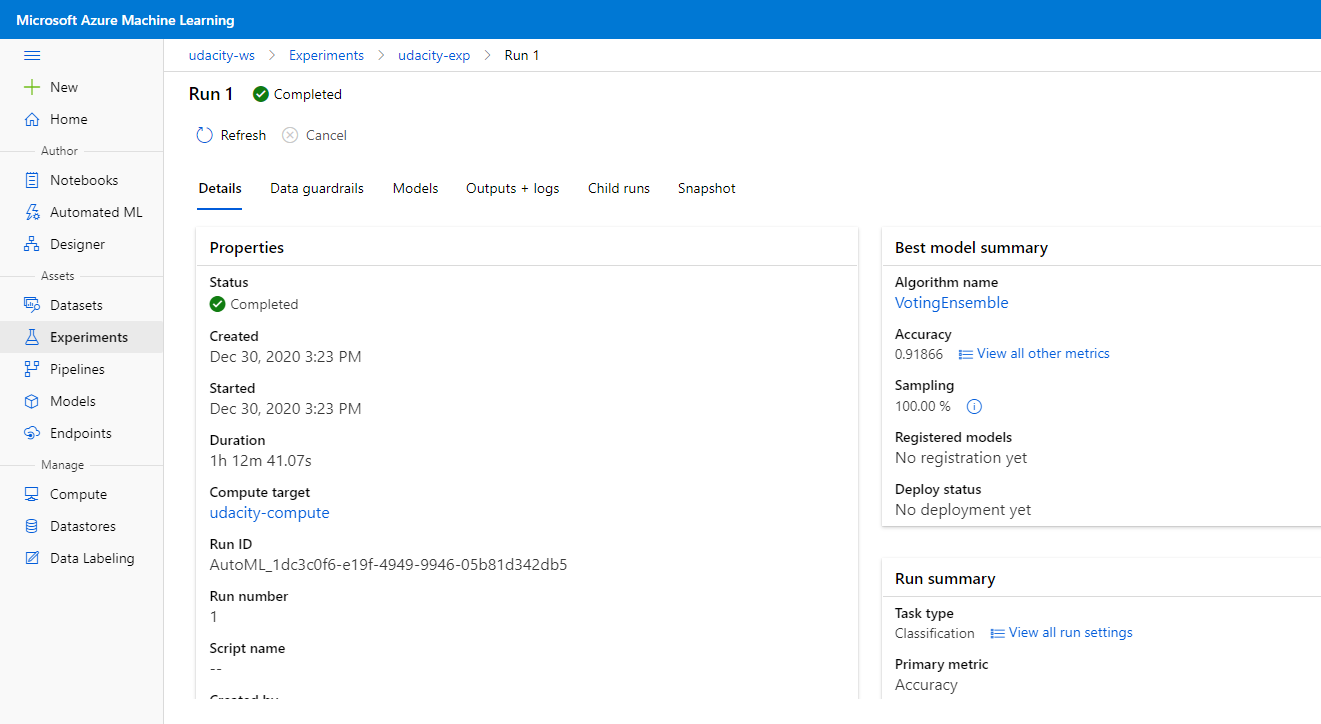 Microsoft Azure Machine Learning
New
Home
Author
Notebooks
Automated ML
Designer
Assets
Datasets
Experiments
Pipelines
Models
Endpoints
Manage
Compute
Datastores
Data Labeling
udacity-ws > Experiments > udacity-exp > Run 1
Run 1 Completed
Refresh Cancel
Details Data guardrails Models Outputs + logs Child runs Snapshot
Properties
Status
Completed
Created
Dec 30, 2020 3:23 PM
Started
Dec 30, 2020 3:23 PM
Duration
1h 12m 41.07s
Compute target
udacity-compute
Run ID
AutoML_1dc3c0f6-e19f-4949-9946-05b81d342db5
Run number
1
Script name
--
Created by
Best model summary
Algorithm name
VotingEnsemble
Accuracy
0.91866 View all other metrics
Sampling
100.00 %
Registered models
No registration yet
Deploy status
No deployment yet
Run summary
Task type
Classification View all run settings
Primary metric
Accuracy